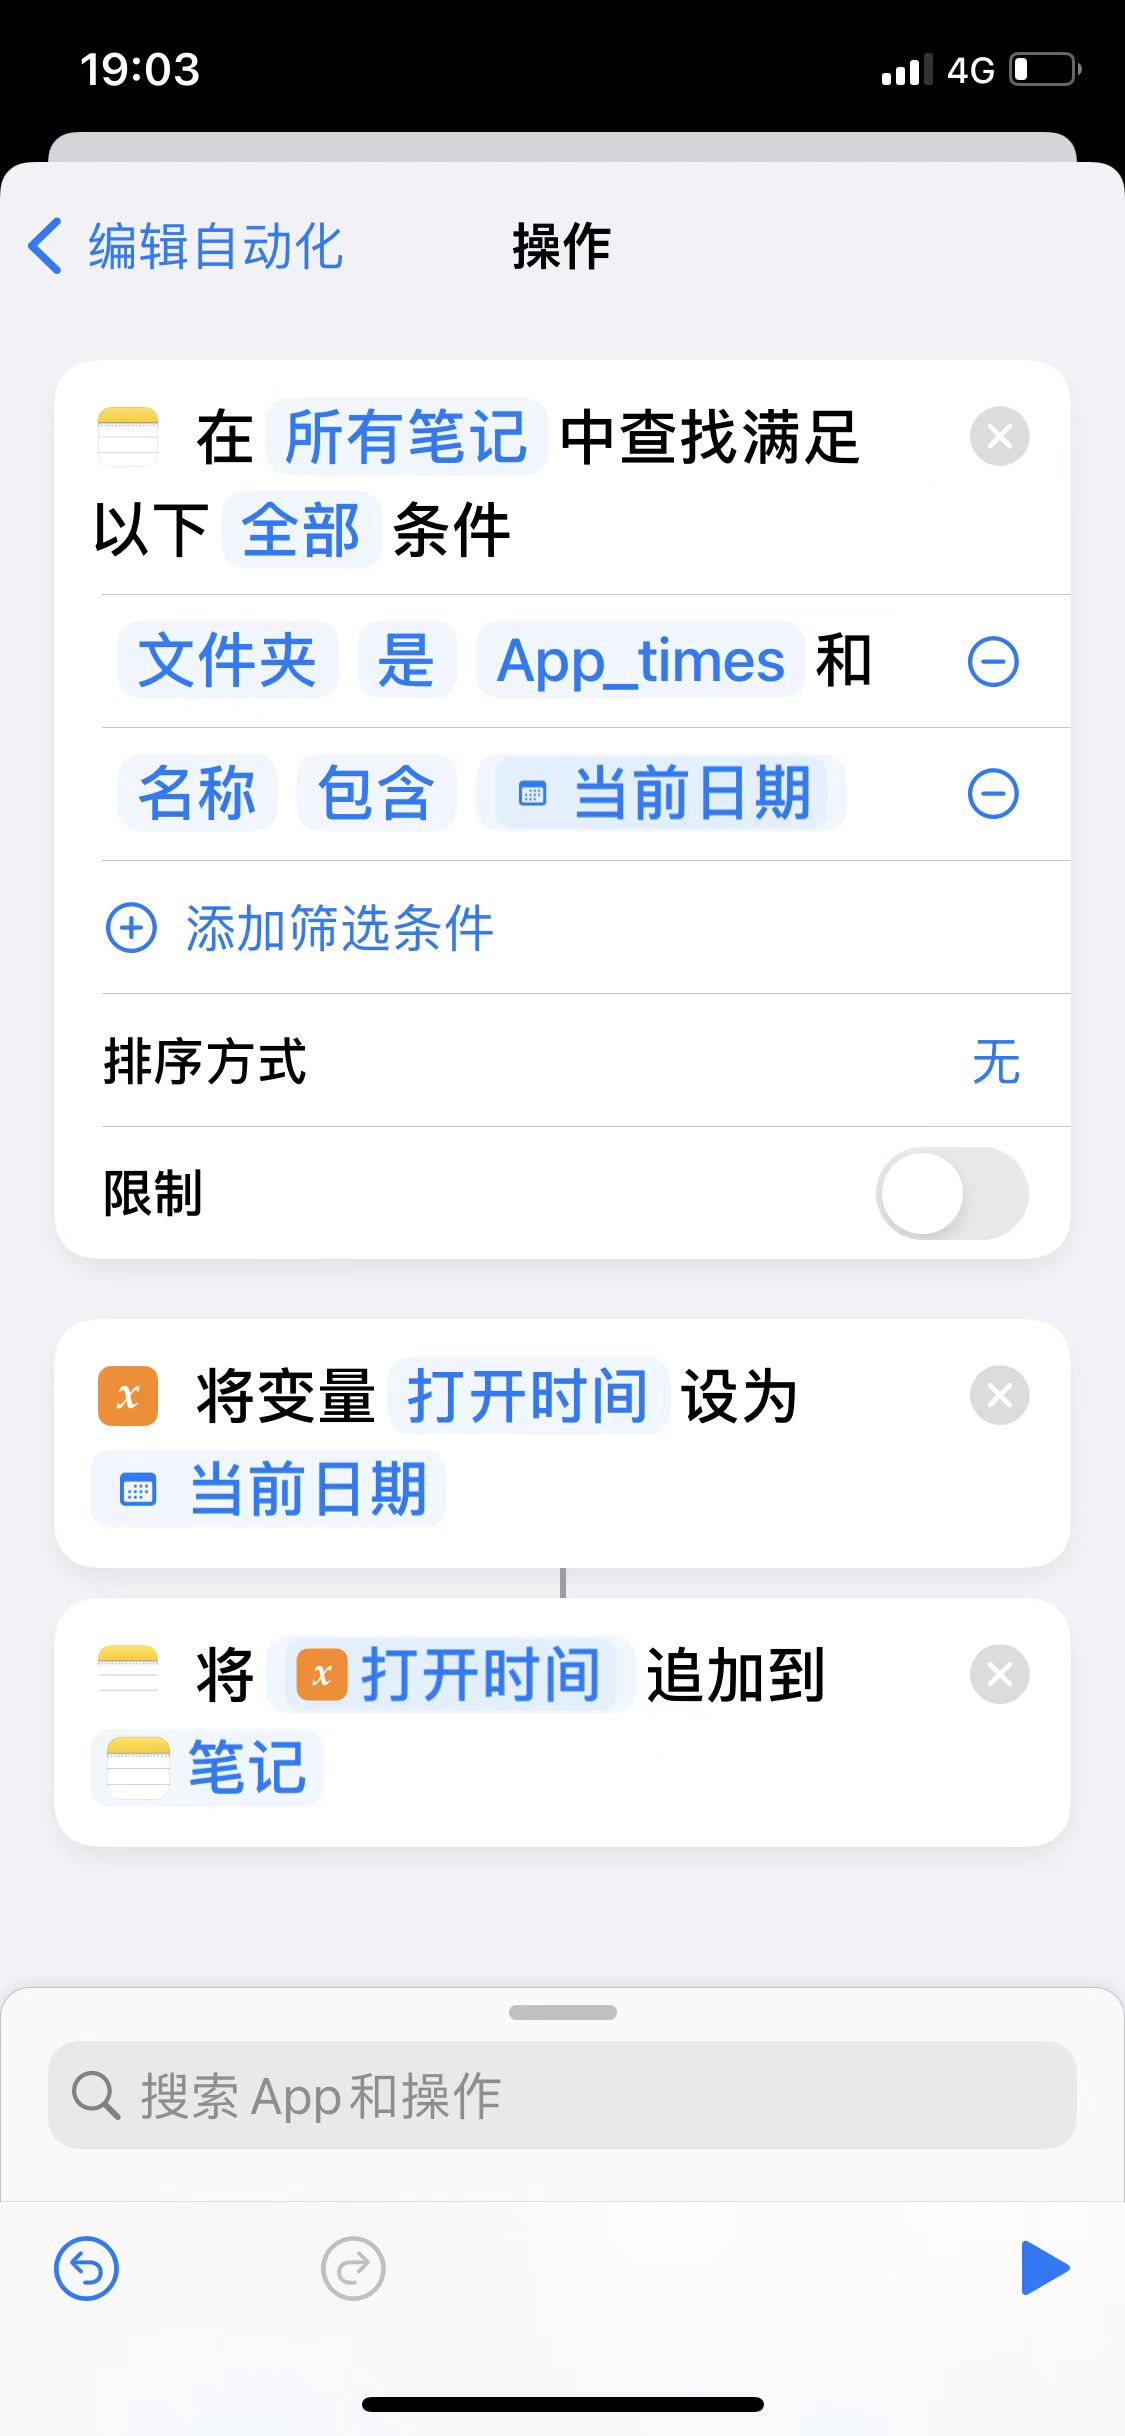 19:03 4G
编辑自动化 操作
在 所有笔记 中查找满足
以下 全部 条件
文件夹 是 App_times 和
名称 包含 当前日期
添加筛选条件
排序方式 无
限制
x 将变量 打开时间 设为
当前日期
将 x 打开时间 追加到
笔记
搜索 App 和操作